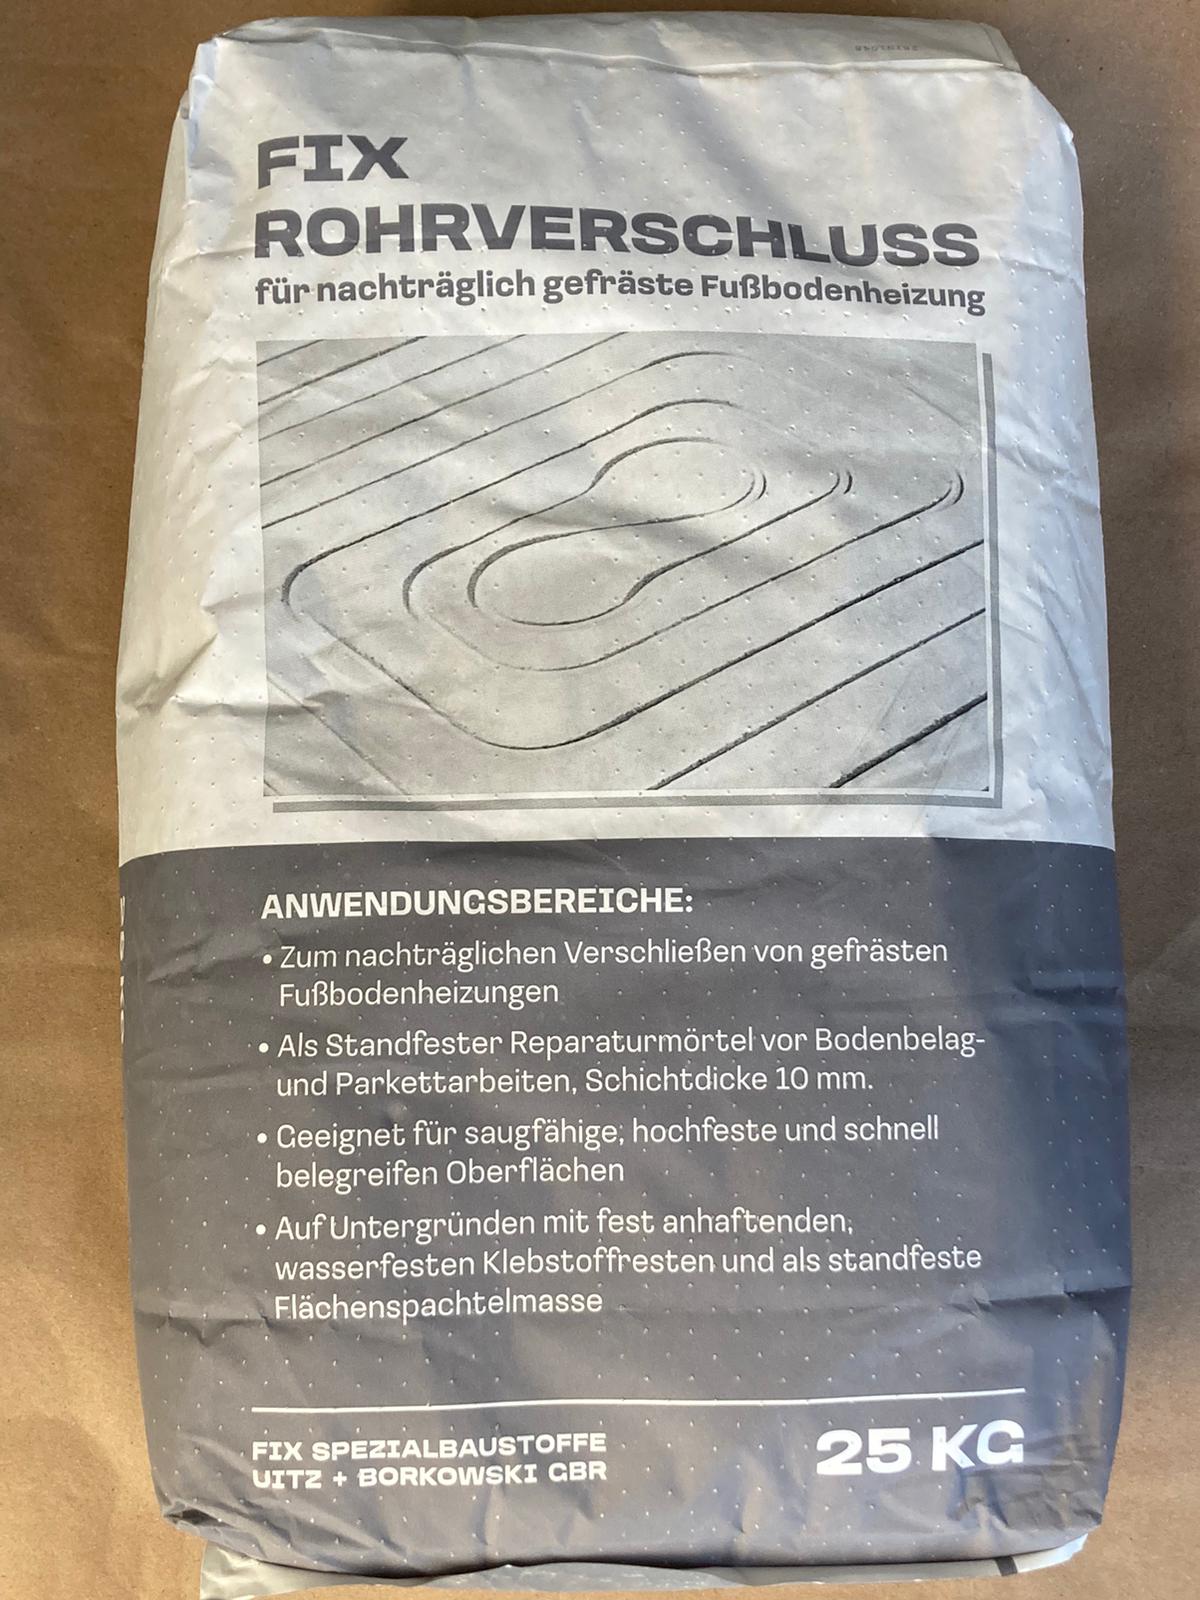 FIX
ROHRVERSCHLUSS
für nachträglich gefräste Fußbodenheizung
ANWENDUNGSBEREICHE:
• Zum nachträglichen Verschließen von gefrästen
Fußbodenheizungen
• Als Standfester Reparaturmörtel vor Bodenbelag-
und Parkettarbeiten, Schichtdicke 10 mm.
• Geeignet für saugfähige, hochfeste und schnell
belegreifen Oberflächen
• Auf Untergründen mit fest anhaftenden,
wasserfesten Klebstoffresten und als standfeste
Flächenspachtelmasse
FIX SPEZIALBAUSTOFFE
UITZ + BORKOWSKI GBR
25 KG